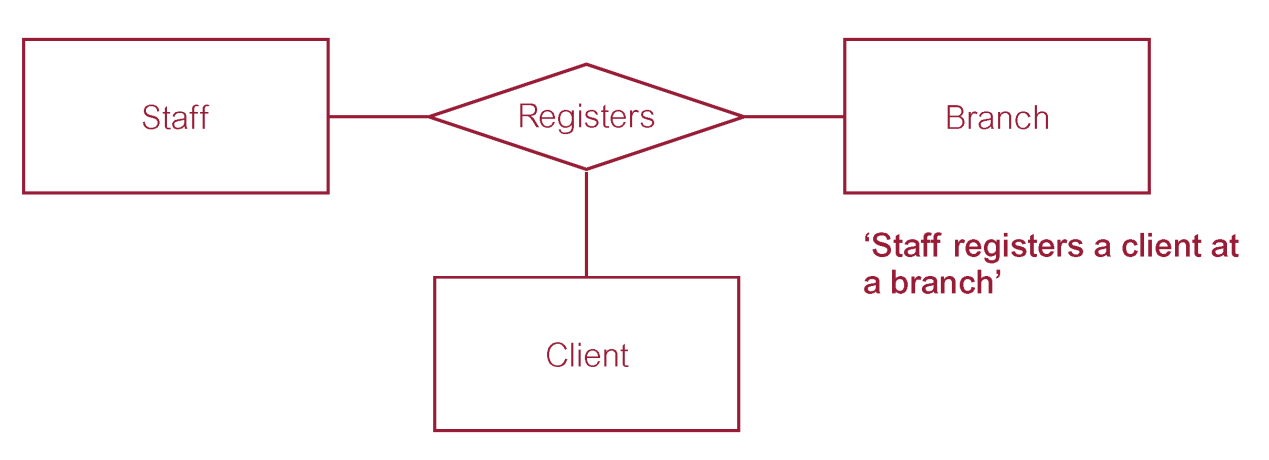 Staff
Registers
Branch
‘Staff registers a client at
a branch’
Client